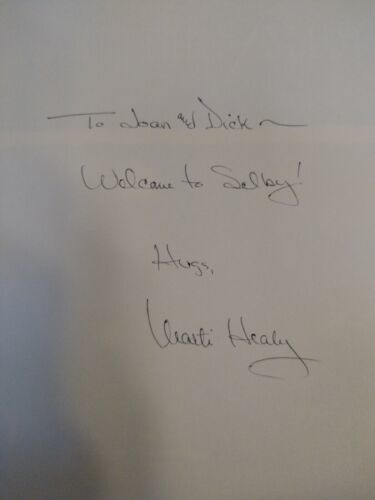 To Joan and Dick ~
Welcome to Selby!
Hugs,
Marti Healy